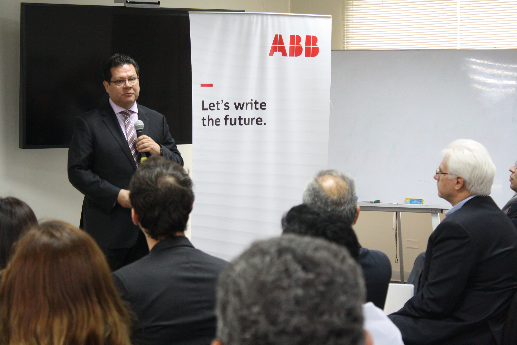 ABB
Let's write
the future.